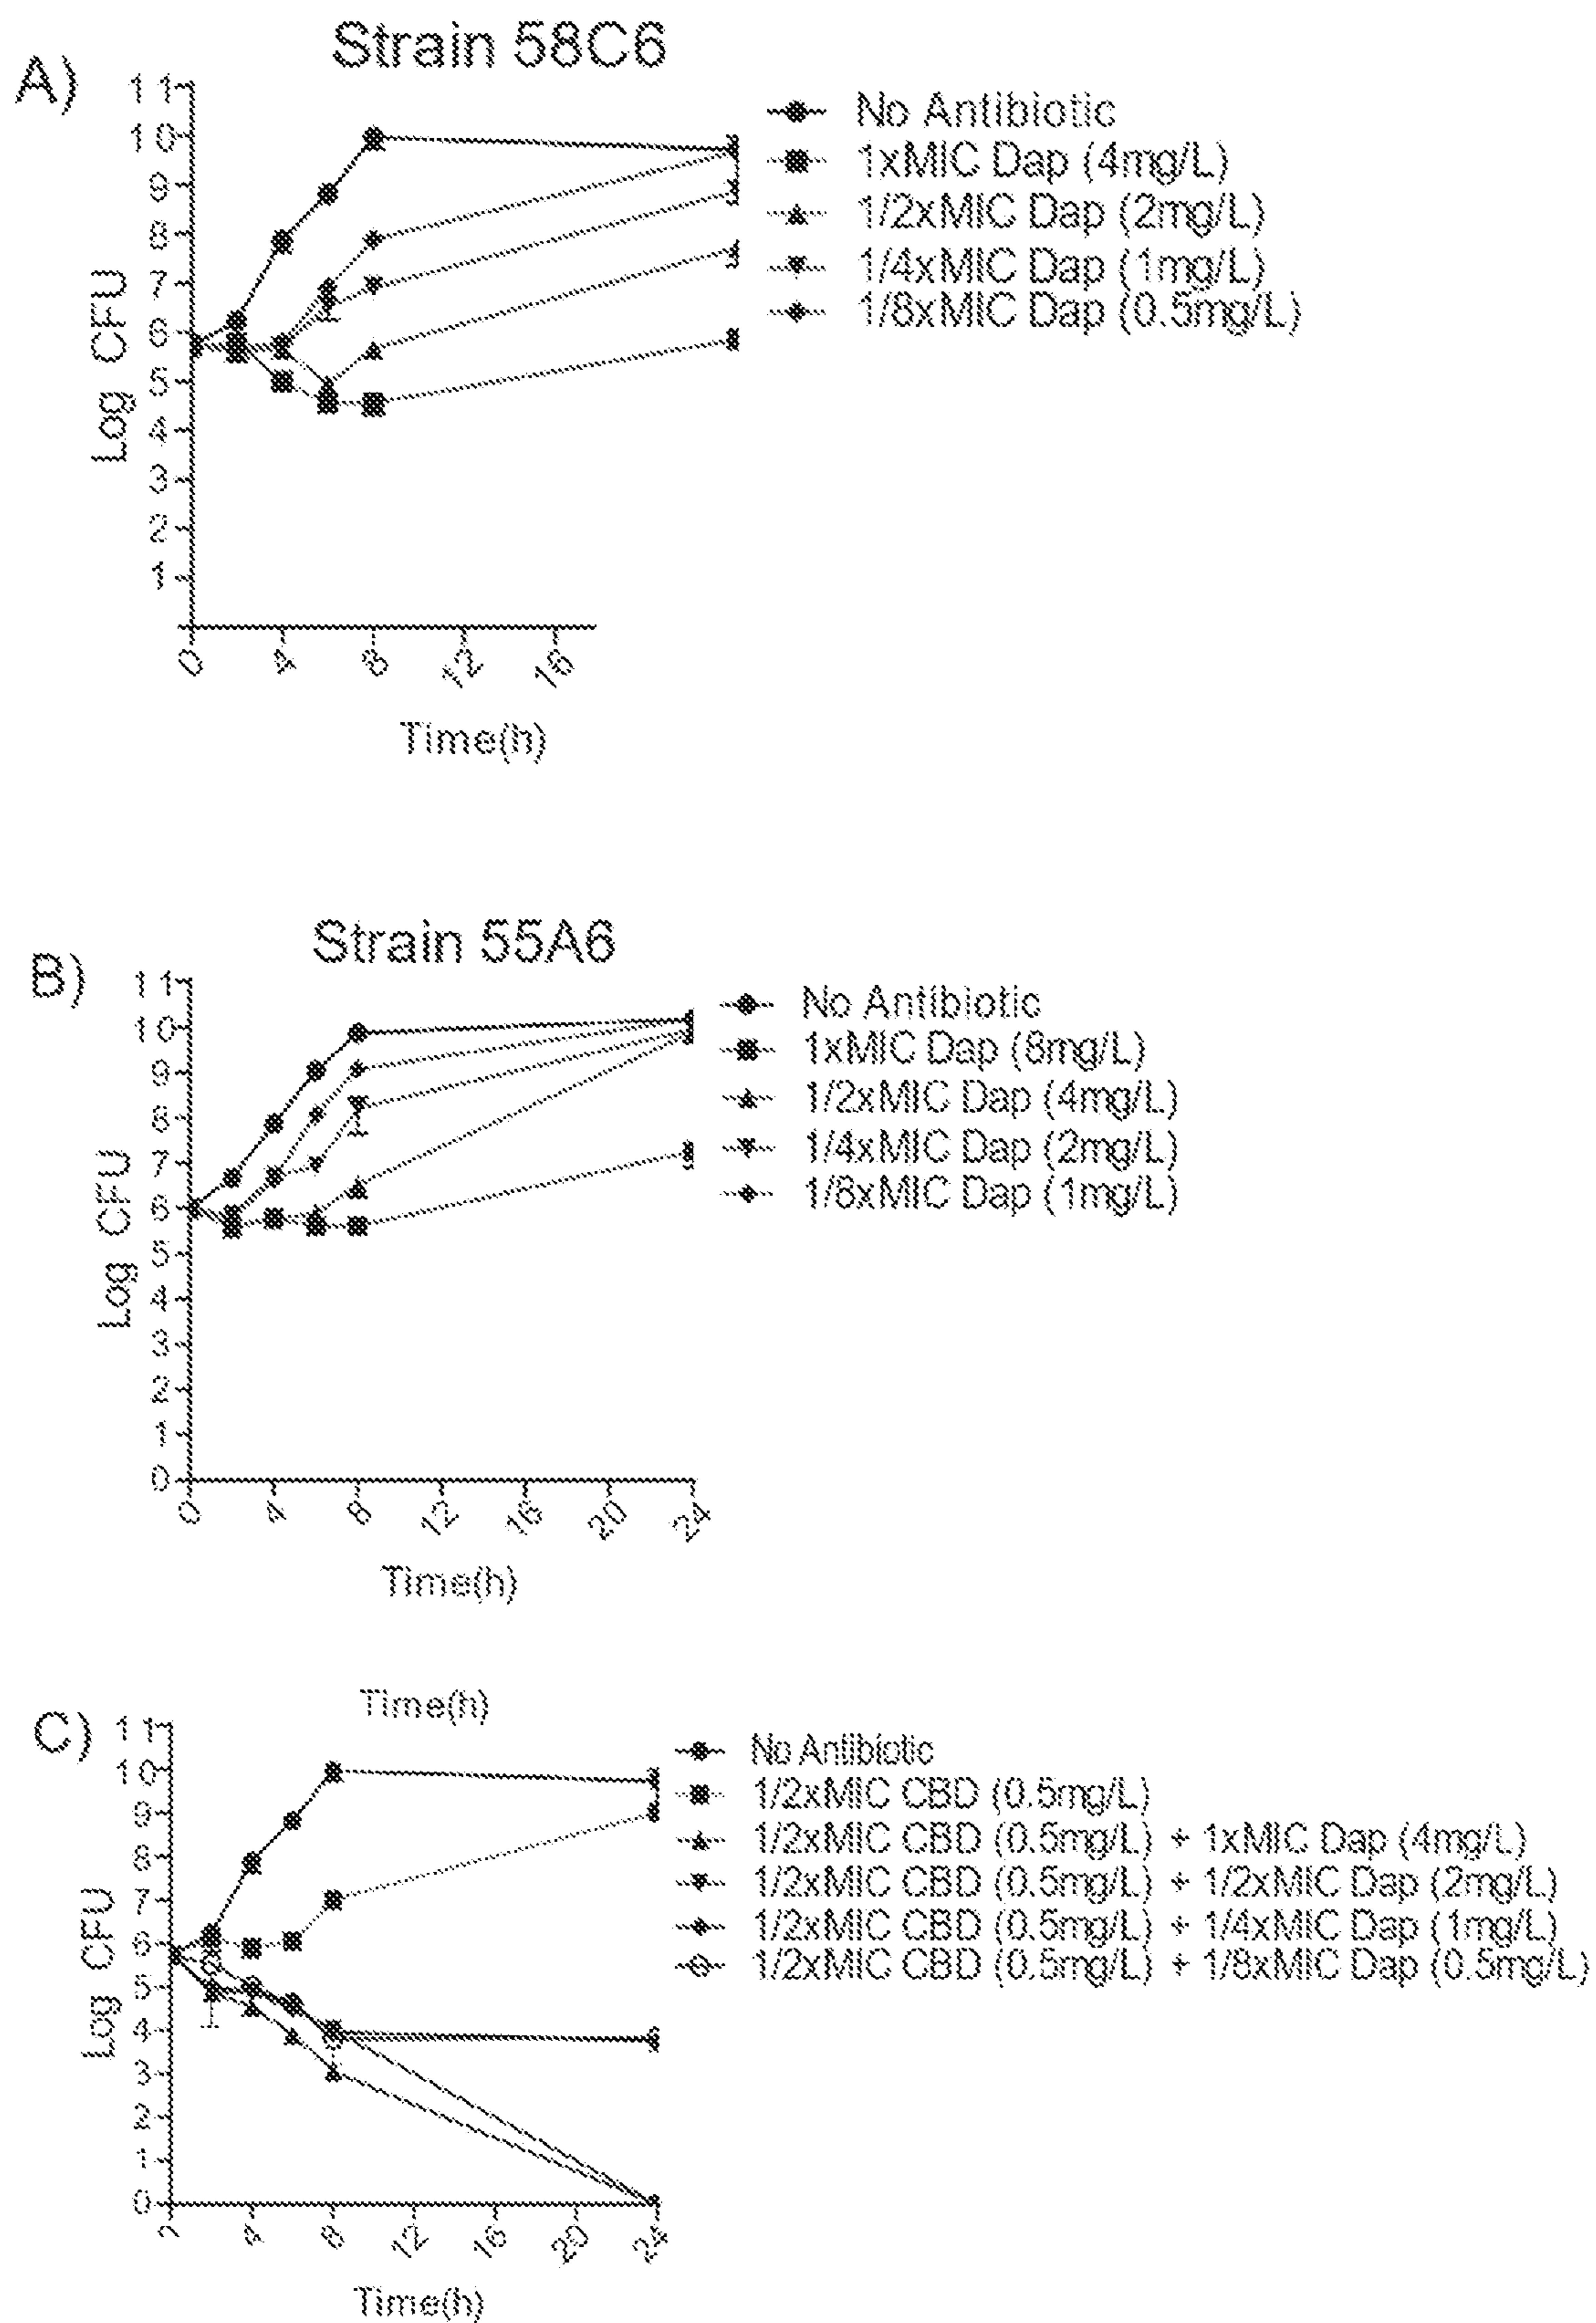 Strain 58C6
A)
11
10
9
8
7
6
5
4
3
2
1
Log CFU
0
4
8
12
16
Time(h)
No Antibiotic
1xMIC Dap (4mg/L)
1/2xMIC Dap (2mg/L)
1/4xMIC Dap (1mg/L)
1/8xMIC Dap (0.5mg/L)
Strain 55A6
B)
11
10
9
8
7
6
5
4
3
2
1
0
Log CFU
0
4
8
12
16
20
24
Time(h)
No Antibiotic
1xMIC Dap (8mg/L)
1/2xMIC Dap (4mg/L)
1/4xMIC Dap (2mg/L)
1/8xMIC Dap (1mg/L)
Time(h)
C)
11
10
9
8
7
6
5
4
3
2
1
0
Log CFU
4
8
12
16
20
24
Time(h)
No Antibiotic
1/2xMIC CBD (0.5mg/L)
1/2xMIC CBD (0.5mg/L) + 1xMIC Dap (4mg/L)
1/2xMIC CBD (0.5mg/L) + 1/2xMIC Dap (2mg/L)
1/2xMIC CBD (0.5mg/L) + 1/4xMIC Dap (1mg/L)
1/2xMIC CBD (0.5mg/L) + 1/8xMIC Dap (0.5mg/L)